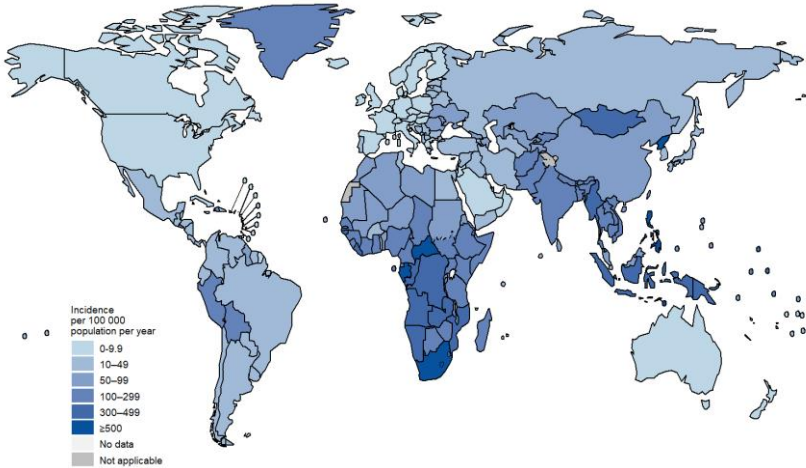 Incidence
per 100 000
population per year
0-9.9
10–49
50–99
100–299
300–499
≥500
No data
Not applicable